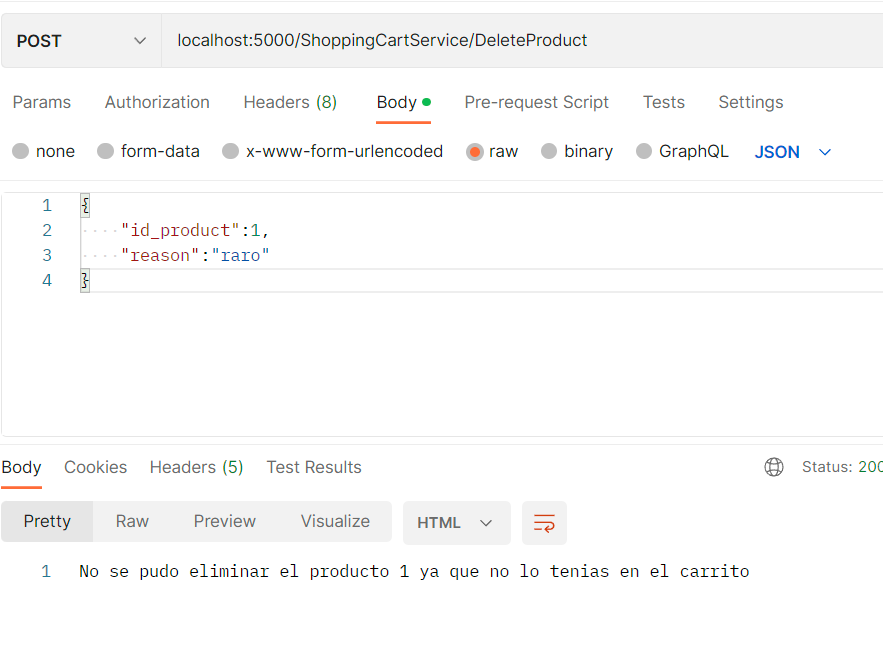 POST localhost:5000/ShoppingCartService/DeleteProduct
Params Authorization Headers (8) Body Pre-request Script Tests Settings
none form-data x-www-form-urlencoded raw binary GraphQL JSON
1 {
2 "id_product":1,
3 "reason":"raro"
4 }
Body Cookies Headers (5) Test Results Status: 200
Pretty Raw Preview Visualize HTML
1 No se pudo eliminar el producto 1 ya que no lo tenias en el carrito